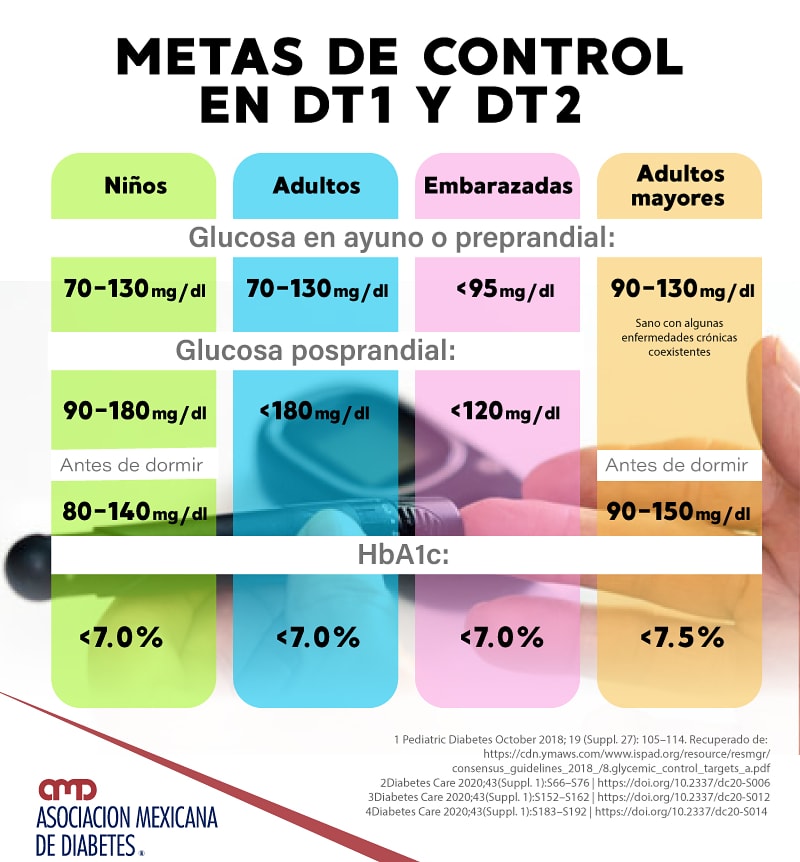 METAS DE CONTROL
EN DT1 Y DT2
Niños
Adultos
Embarazadas
Adultos
mayores
Glucosa en ayuno o preprandial:
70-130 mg/dl
70-130 mg/dl
<95 mg/dl
90-130 mg/dl
Sano con algunas
enfermedades crónicas
coexistentes
Glucosa posprandial:
90-180 mg/dl
<180 mg/dl
<120 mg/dl
Antes de dormir
Antes de dormir
80-140 mg/dl
90-150 mg/dl
HbA1c:
<7.0%
<7.0%
<7.0%
<7.5%
1 Pediatric Diabetes October 2018; 19 (Suppl. 27): 105–114. Recuperado de:
https://cdn.ymaws.com/www.ispad.org/resource/resmgr/
consensus_guidelines_2018_/8.glycemic_control_targets_a.pdf
2Diabetes Care 2020;43(Suppl. 1):S66–S76 | https://doi.org/10.2337/dc20-S006
3Diabetes Care 2020;43(Suppl. 1):S152–S162 | https://doi.org/10.2337/dc20-S012
4Diabetes Care 2020;43(Suppl. 1):S183–S192 | https://doi.org/10.2337/dc20-S014
amd
ASOCIACION MEXICANA
DE DIABETES ®